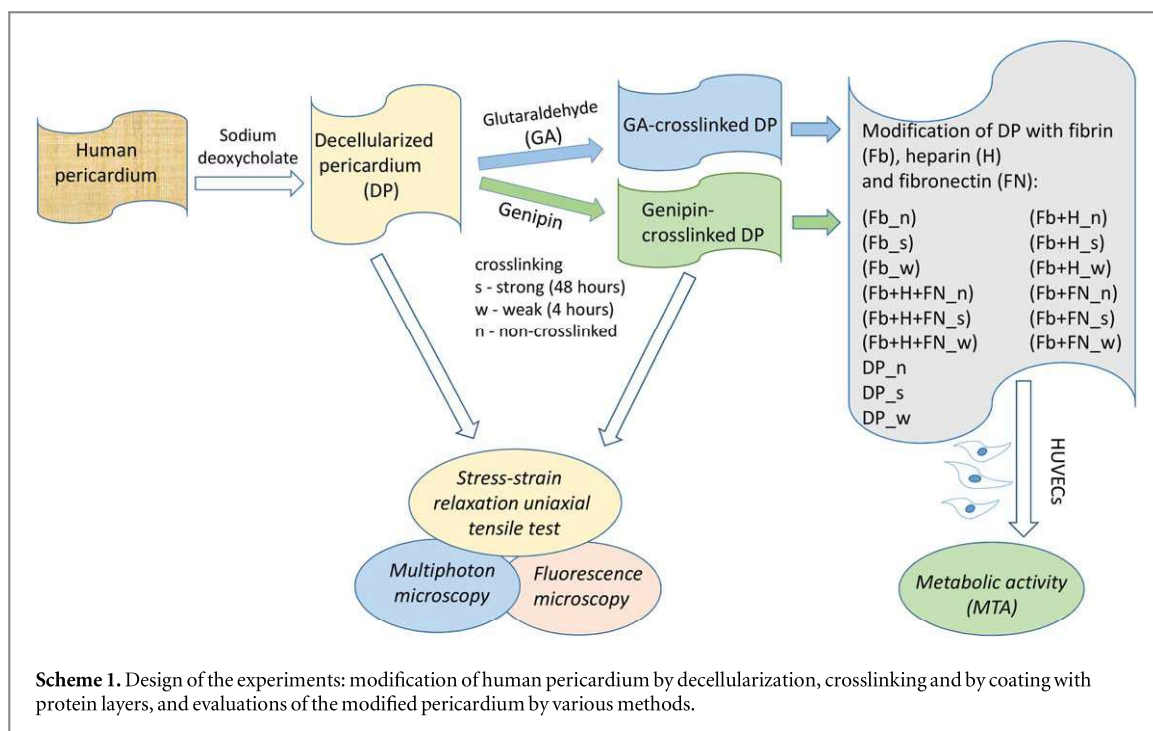 Human
pericardium
Sodium
deoxycholate
Decellularized
pericardium
(DP)
Glutaraldehyde
(GA)
Genipin
GA-crosslinked DP
Genipin-
crosslinked DP
crosslinking
s - strong (48 hours)
w - weak (4 hours)
n - non-crosslinked
Modification of DP with fibrin
(Fb), heparin (H)
and fibronectin (FN):
(Fb_n)
(Fb_s)
(Fb_w)
(Fb+H+FN_n)
(Fb+H+FN_s)
(Fb+H+FN_w)
DP_n
DP_s
DP_w
(Fb+H_n)
(Fb+H_s)
(Fb+H_w)
(Fb+FN_n)
(Fb+FN_s)
(Fb+FN_w)
HUVECs
Stress-strain
relaxation uniaxial
tensile test
Multiphoton
microscopy
Fluorescence
microscopy
Metabolic activity
(MTA)
Scheme 1. Design of the experiments: modification of human pericardium by decellularization, crosslinking and by coating with
protein layers, and evaluations of the modified pericardium by various methods.